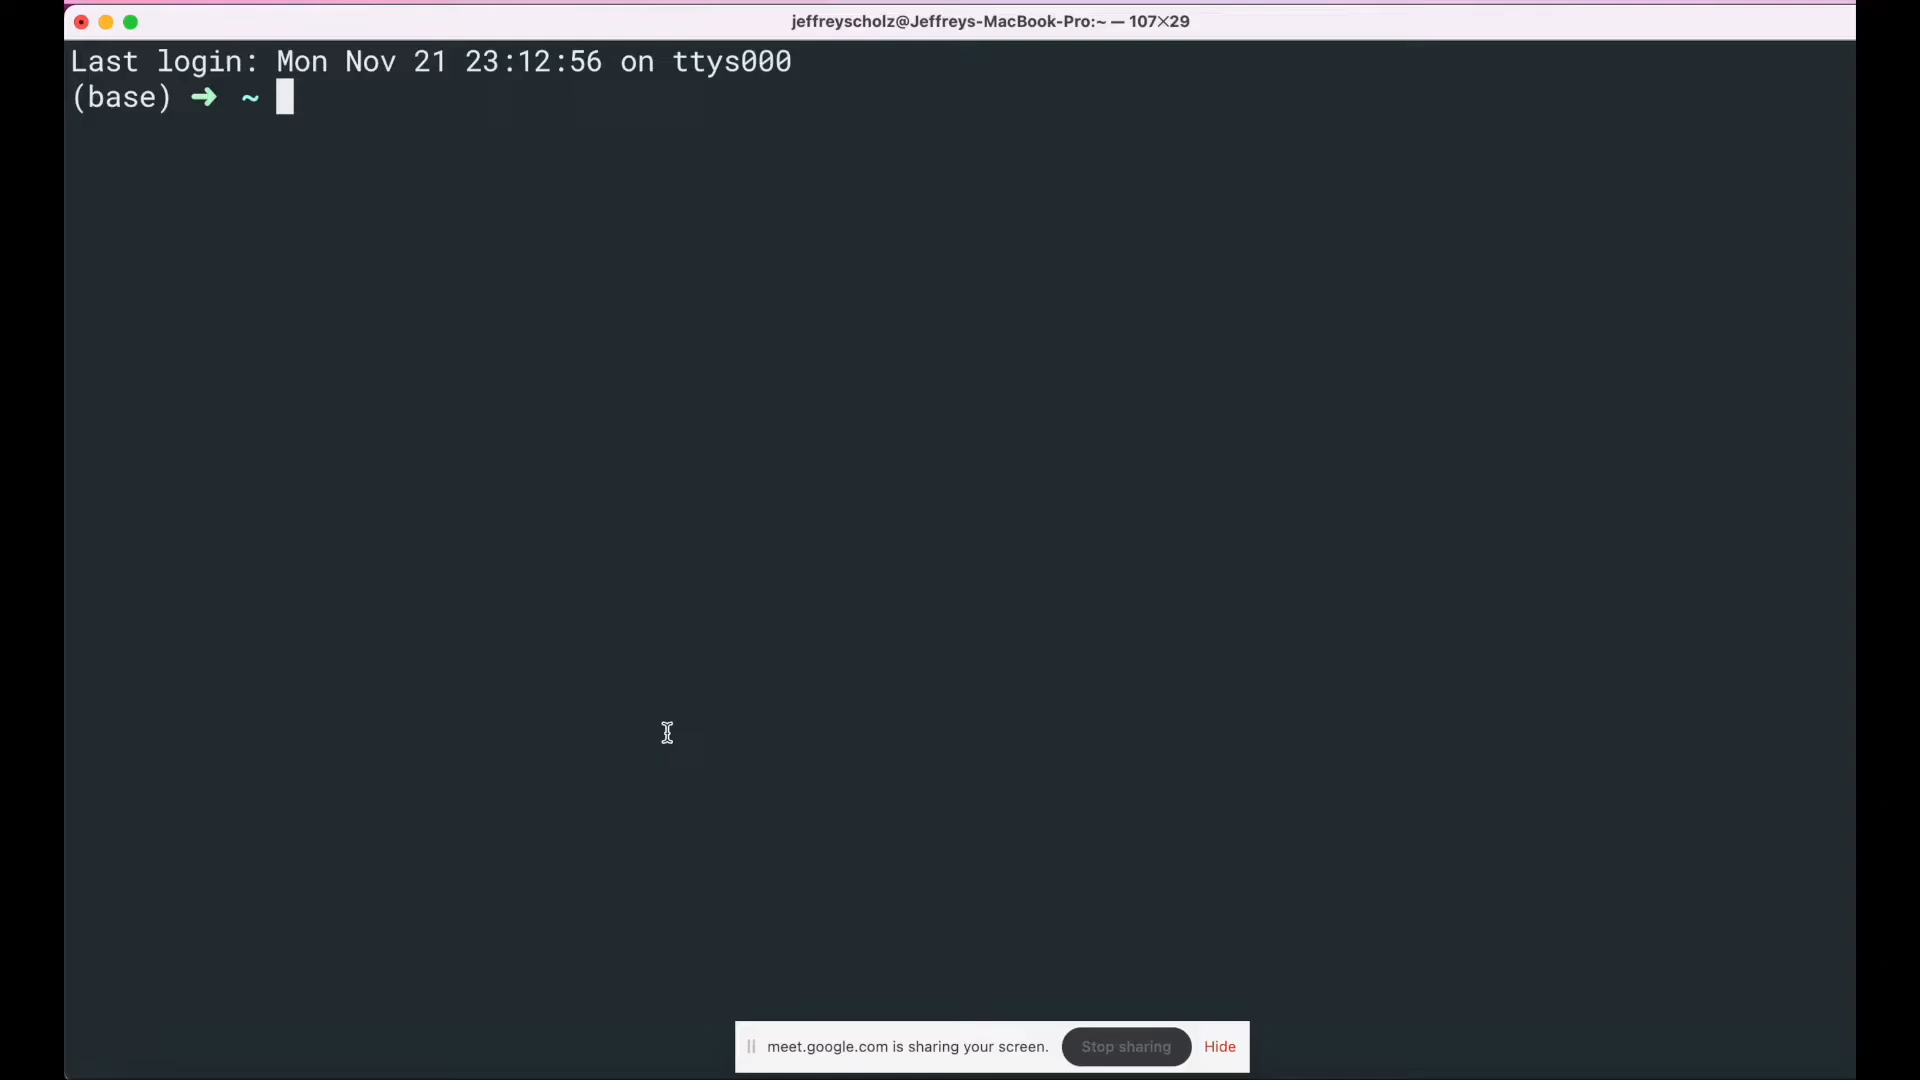 jeffreyscholz@Jeffreys-MacBook-Pro:~ — 107×29
Last login: Mon Nov 21 23:12:56 on ttys000
(base) ➜ ~
meet.google.com is sharing your screen. Stop sharing Hide